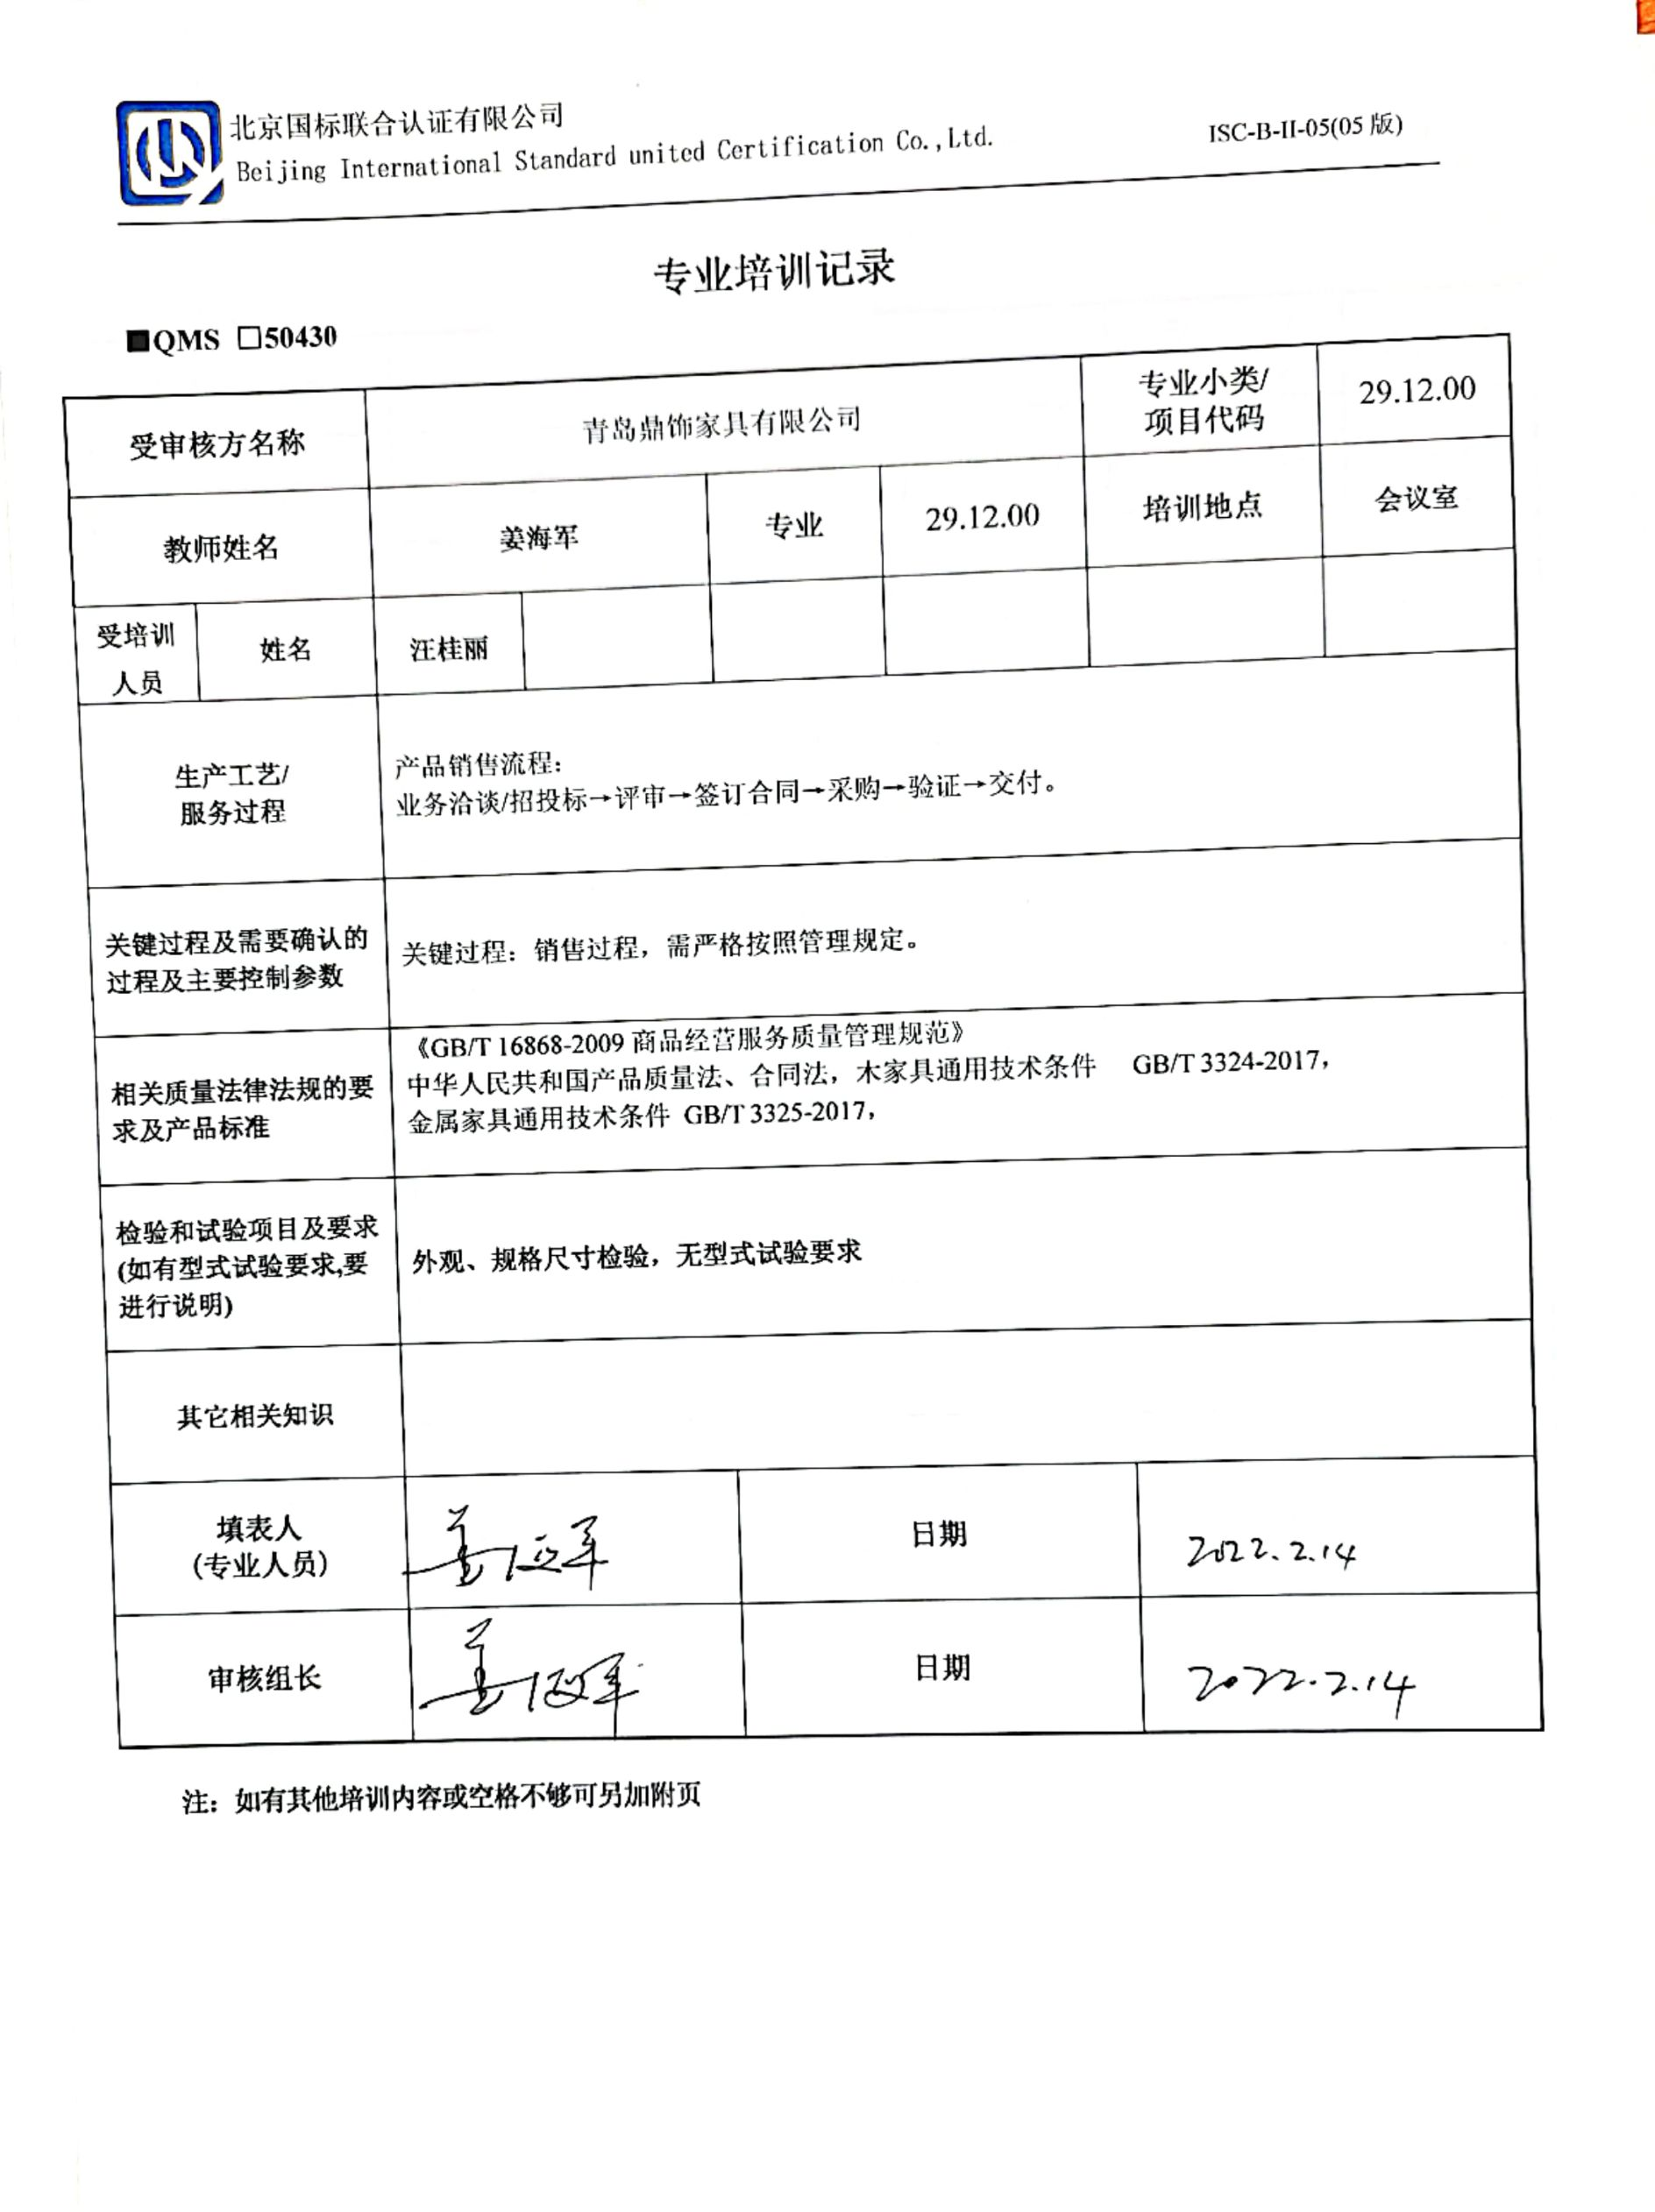 北京国标联合认证有限公司
Beijing International Standard united Certification Co.,Ltd.
ISC-B-II-05(05 版)
专业培训记录
■QMS □50430
受审核方名称 青岛鼎饰家具有限公司 专业小类/
项目代码 29.12.00
教师姓名 姜海军 专业 29.12.00 培训地点 会议室
受培训
人员 姓名 汪桂丽
生产工艺/
服务过程
产品销售流程：
业务洽谈/招投标→评审→签订合同→采购→验证→交付。
关键过程及需要确认的
过程及主要控制参数
关键过程：销售过程，需严格按照管理规定。
相关质量法律法规的要
求及产品标准
《GB/T 16868-2009 商品经营服务质量管理规范》
中华人民共和国产品质量法、合同法，木家具通用技术条件 GB/T 3324-2017，
金属家具通用技术条件 GB/T 3325-2017，
检验和试验项目及要求
(如有型式试验要求,要
进行说明)
外观、规格尺寸检验，无型式试验要求
其它相关知识
填表人
(专业人员) 姜海军 日期 2022.2.14
审核组长 姜海军 日期 2022.2.14
注：如有其他培训内容或空格不够可另加附页